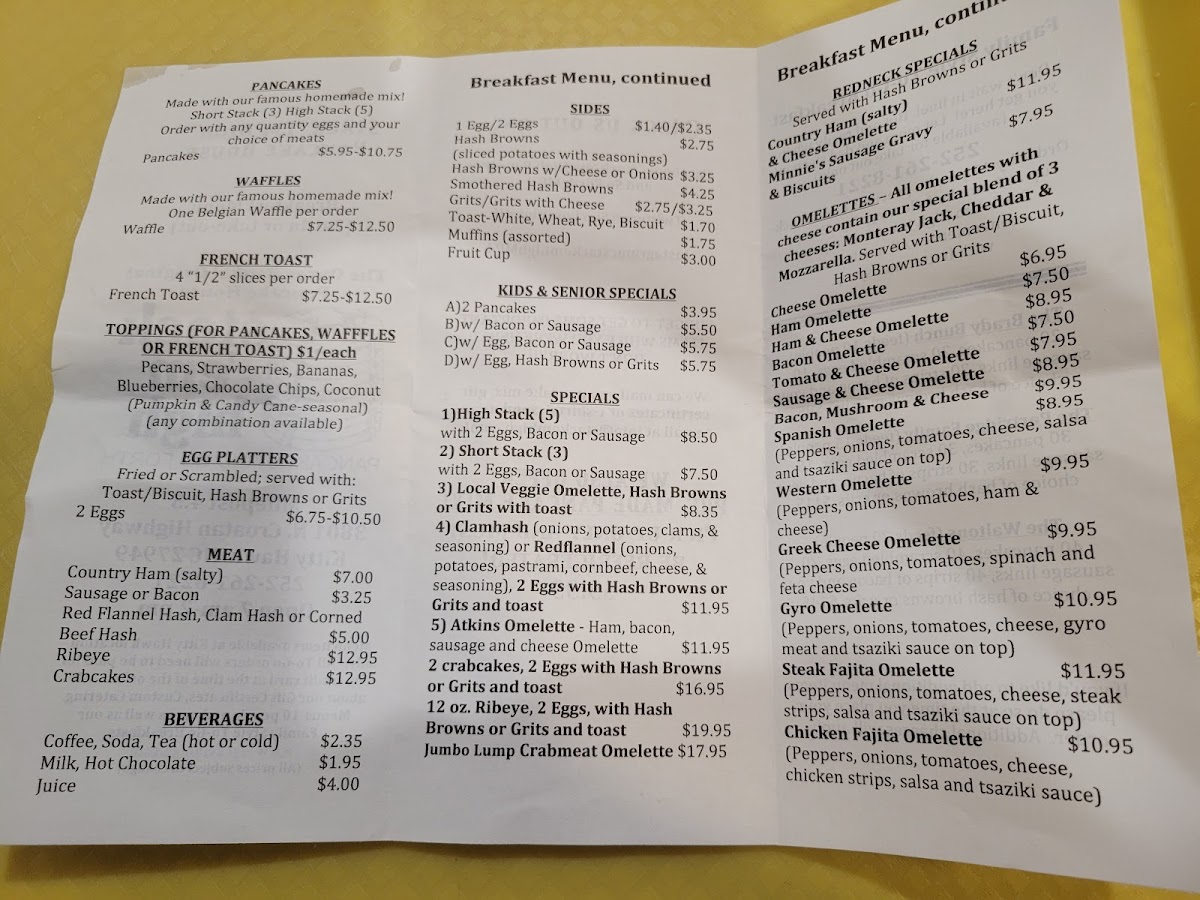 PANCAKES
Made with our famous homemade mix!
Short Stack (3) High Stack (5)
Order with any quantity eggs and your
choice of meats
Pancakes $5.95-$10.75
WAFFLES
Made with our famous homemade mix!
One Belgian Waffle per order
Waffle $7.25-$12.50
FRENCH TOAST
4 "1/2" slices per order
French Toast $7.25-$12.50
TOPPINGS (FOR PANCAKES, WAFFFLES
OR FRENCH TOAST) $1/each
Pecans, Strawberries, Bananas,
Blueberries, Chocolate Chips, Coconut
(Pumpkin & Candy Cane-seasonal)
(any combination available)
EGG PLATTERS
Fried or Scrambled; served with:
Toast/Biscuit, Hash Browns or Grits
2 Eggs $6.75-$10.50
MEAT
Country Ham (salty) $7.00
Sausage or Bacon $3.25
Red Flannel Hash, Clam Hash or Corned
Beef Hash $5.00
Ribeye $12.95
Crabcakes $12.95
BEVERAGES
Coffee, Soda, Tea (hot or cold) $2.35
Milk, Hot Chocolate $1.95
Juice $4.00
Breakfast Menu, continued
SIDES
1 Egg/2 Eggs $1.40/$2.35
Hash Browns $2.75
(sliced potatoes with seasonings)
Hash Browns w/Cheese or Onions $3.25
Smothered Hash Browns $4.25
Grits/Grits with Cheese $2.75/$3.25
Toast-White, Wheat, Rye, Biscuit $1.70
Muffins (assorted) $1.75
Fruit Cup $3.00
KIDS & SENIOR SPECIALS
A)2 Pancakes $3.95
B)w/ Bacon or Sausage $5.50
C)w/ Egg, Bacon or Sausage $5.75
D)w/ Egg, Hash Browns or Grits $5.75
SPECIALS
1)High Stack (5)
with 2 Eggs, Bacon or Sausage $8.50
2) Short Stack (3)
with 2 Eggs, Bacon or Sausage $7.50
3) Local Veggie Omelette, Hash Browns
or Grits with toast $8.35
4) Clamhash (onions, potatoes, clams, &
seasoning) or Redflannel (onions,
potatoes, pastrami, cornbeef, cheese, &
seasoning), 2 Eggs with Hash Browns or
Grits and toast $11.95
5) Atkins Omelette - Ham, bacon,
sausage and cheese Omelette $11.95
2 crabcakes, 2 Eggs with Hash Browns
or Grits and toast $16.95
12 oz. Ribeye, 2 Eggs, with Hash
Browns or Grits and toast $19.95
Jumbo Lump Crabmeat Omelette $17.95
Breakfast Menu,
REDNECK SPECIALS
Served with Hash Browns or Grits
Country Ham (salty) $11.95
& Cheese Omelette
Minnie's Sausage Gravy $7.95
& Biscuits
OMELETTES – All omelettes with
cheese contain our special blend of 3
cheeses: Monteray Jack, Cheddar &
Mozzarella. Served with Toast/Biscuit,
Hash Browns or Grits
Cheese Omelette $6.95
Ham Omelette $7.50
Ham & Cheese Omelette $8.95
Bacon Omelette $7.50
Tomato & Cheese Omelette $7.95
Sausage & Cheese Omelette $8.95
Bacon, Mushroom & Cheese $9.95
Spanish Omelette $8.95
(Peppers, onions, tomatoes, cheese, salsa
and tsaziki sauce on top)
Western Omelette $9.95
(Peppers, onions, tomatoes, ham &
cheese)
Greek Cheese Omelette $9.95
(Peppers, onions, tomatoes, spinach and
feta cheese
Gyro Omelette $10.95
(Peppers, onions, tomatoes, cheese, gyro
meat and tsaziki sauce on top)
Steak Fajita Omelette $11.95
(Peppers, onions, tomatoes, cheese, steak
strips, salsa and tsaziki sauce on top)
Chicken Fajita Omelette $10.95
(Peppers, onions, tomatoes, cheese,
chicken strips, salsa and tsaziki sauce)